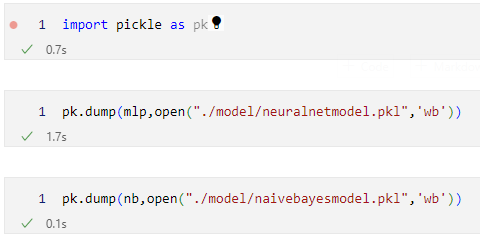 1 import pickle as pk
0.7s
1 pk.dump(mlp,open("./model/neuralnetmodel.pkl",'wb'))
1.7s
1 pk.dump(nb,open("./model/naivebayesmodel.pkl",'wb'))
0.1s